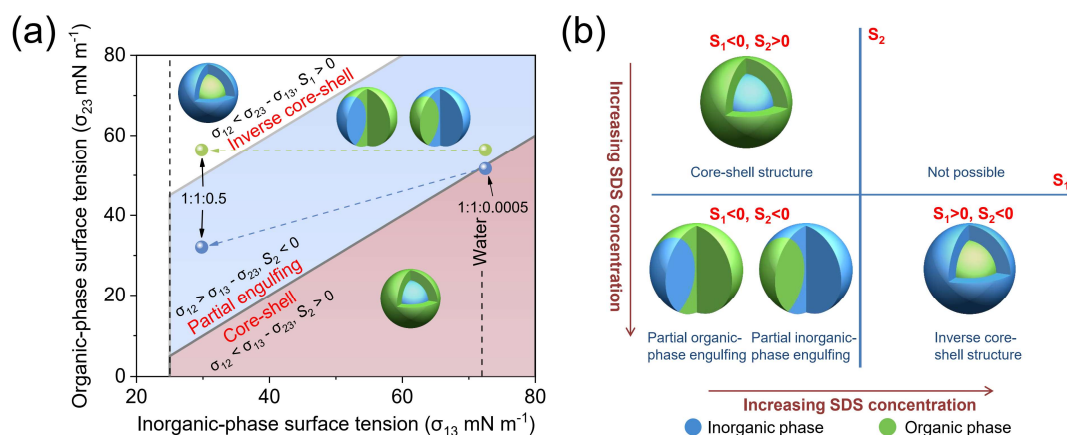 (a)
Organic-phase surface tension (σ₂₃ mN m⁻¹)
80
60
40
20
0
20
40
60
80
Inorganic-phase surface tension (σ₁₃ mN m⁻¹)
σ₁₂ < σ₂₃ - σ₁₃, S₁ > 0
Inverse core-shell
1:1:0.5
1:1:0.0005
Water
σ₁₂ > σ₁₃ - σ₂₃, S₂ < 0
Partial engulfing
Core-shell
σ₁₂ < σ₁₃ - σ₂₃, S₂ > 0
(b)
Increasing SDS concentration
S₂
S₁<0, S₂>0
Core-shell structure
Not possible
S₁
S₁<0, S₂<0
S₁>0, S₂<0
Partial organic-
phase engulfing
Partial inorganic-
phase engulfing
Inverse core-
shell structure
Increasing SDS concentration
Inorganic phase
Organic phase